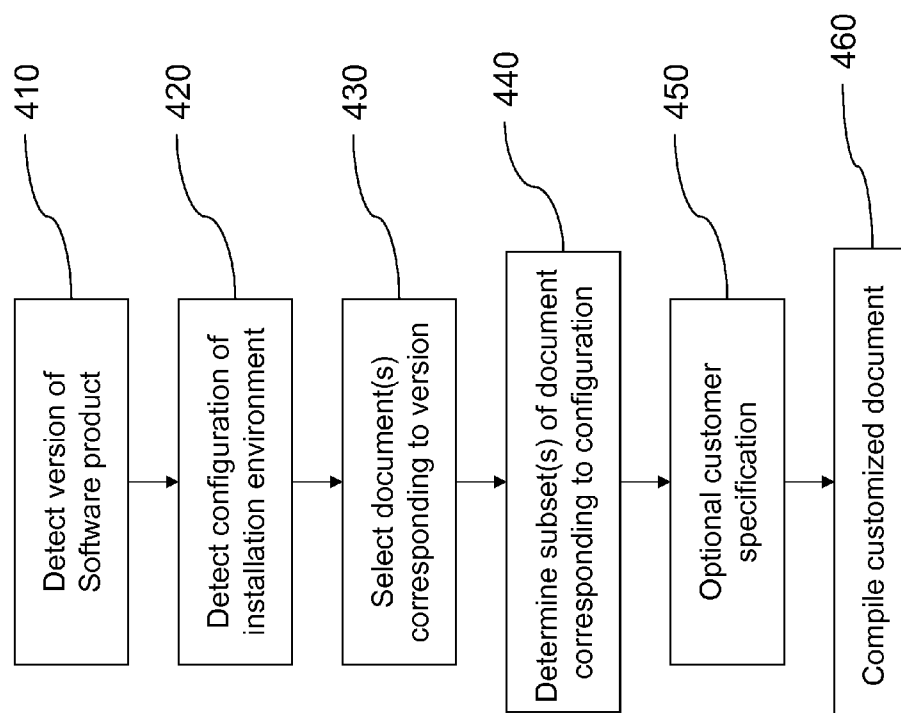 410
Detect version of
Software product
420
Detect configuration of
installation environment
430
Select document(s)
corresponding to version
440
Determine subset(s) of document
corresponding to configuration
450
Optional customer
specification
460
Compile customized document